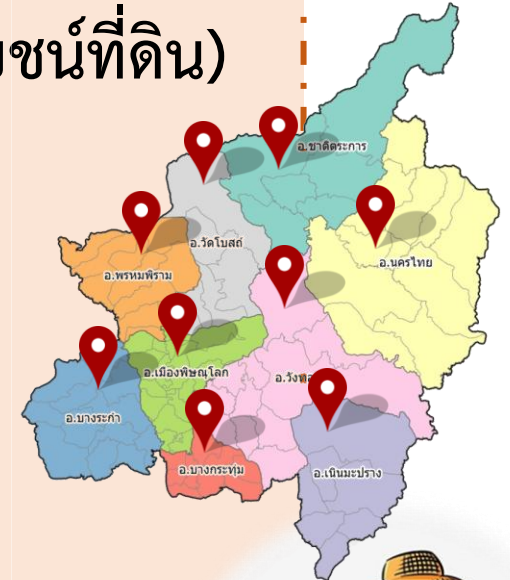 ยชน์ที่ดิน)
อ.ชาติตระการ
อ.วัดโบสถ์
อ.นครไทย
อ.พรหมพิราม
อ.เมืองพิษณุโลก
อ.วังทอ
อ.บางระกำ
อ.บางกระทุ่ม
อ.เนินมะปราง